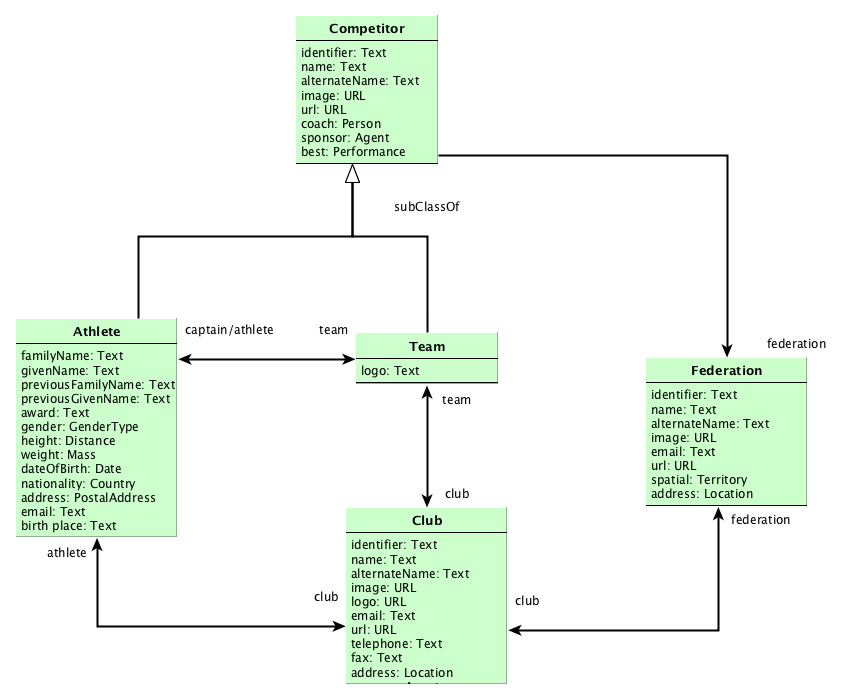 Competitor
identifier: Text
name: Text
alternateName: Text
image: URL
url: URL
coach: Person
sponsor: Agent
best: Performance
subClassOf
federation
Athlete
familyName: Text
givenName: Text
previousFamilyName: Text
previousGivenName: Text
award: Text
gender: GenderType
height: Distance
weight: Mass
dateOfBirth: Date
nationality: Country
address: PostalAddress
email: Text
birth place: Text
captain/athlete
team
Team
logo: Text
team
club
Federation
identifier: Text
name: Text
alternateName: Text
image: URL
email: Text
url: URL
spatial: Territory
address: Location
federation
athlete
club
Club
identifier: Text
name: Text
alternateName: Text
image: URL
logo: URL
email: Text
url: URL
telephone: Text
fax: Text
address: Location
club